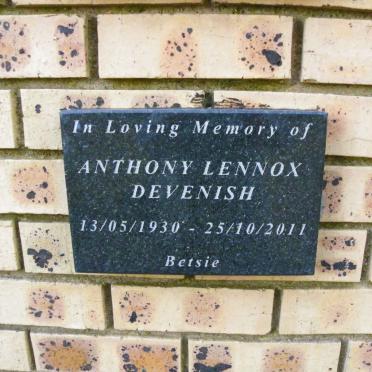 In Loving Memory of
ANTHONY LENNOX
DEVENISH
13/05/1930 - 25/10/2011
Betsie